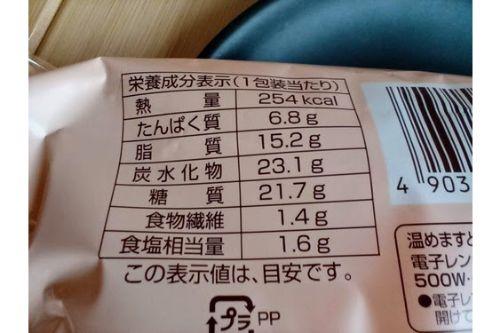 栄養成分表示(1包装当たり)
熱量 254kcal
たんぱく質 6.8g
脂質 15.2g
炭水化物 23.1g
糖質 21.7g
食物繊維 1.4g
食塩相当量 1.6g
この表示値は、目安です。
プラ PP
4 903
温めますと
電子レン
500W·
●電子レ
開けて